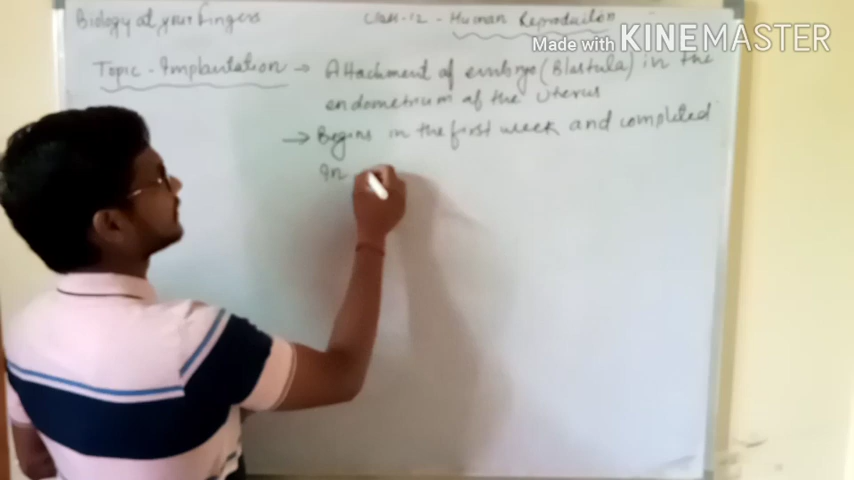 Biology at your fingers
Class-12 - Human Reproduction
Made with KINEMASTER
Topic - Implantation → Attachment of embryo (Blastula) in the
endometrium of the Uterus
→ Begins in the first week and completed
In